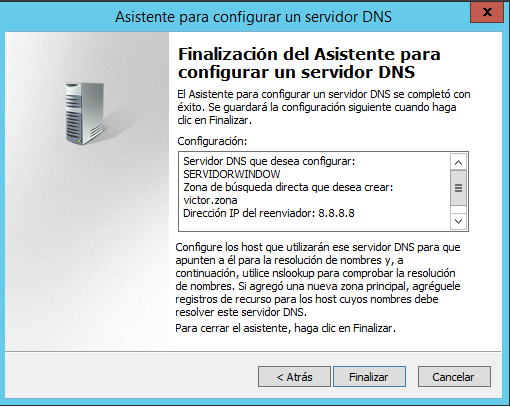 Asistente para configurar un servidor DNS
x
Finalización del Asistente para
configurar un servidor DNS
El Asistente para configurar un servidor DNS se completó con
éxito. Se guardará la configuración siguiente cuando haga
clic en Finalizar.
Configuración:
Servidor DNS que desea configurar:
SERVIDORWINDOW
Zona de búsqueda directa que desea crear:
victor.zona
Dirección IP del reenviador: 8.8.8.8
Configure los host que utilizarán ese servidor DNS para que
apunten a él para la resolución de nombres y, a
continuación, utilice nslookup para comprobar la resolución
de nombres. Si agregó una nueva zona principal, agréguele
registros de recurso para los host cuyos nombres debe
resolver este servidor DNS.
Para cerrar el asistente, haga clic en Finalizar.
< Atrás
Finalizar
Cancelar